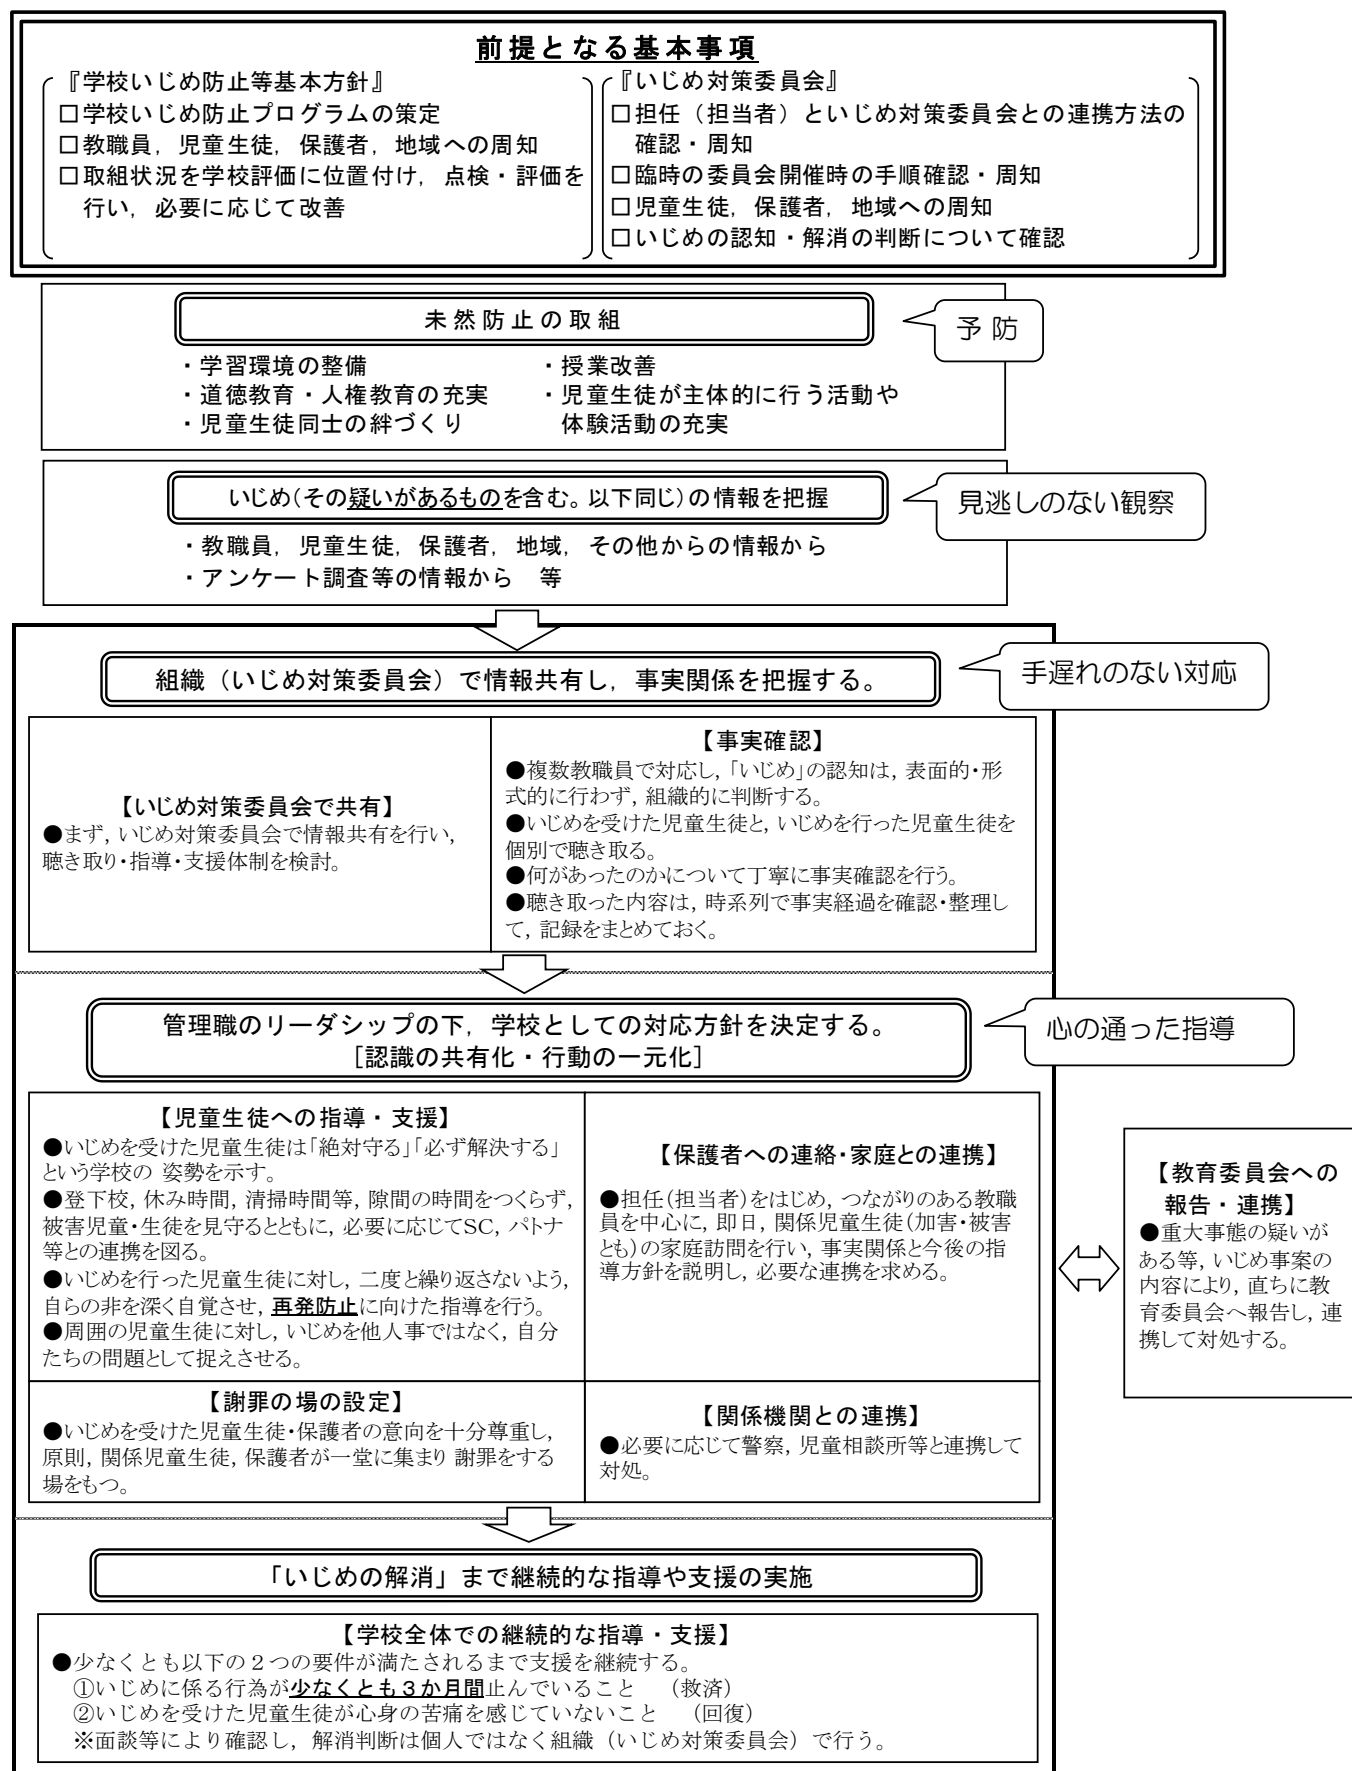 前提となる基本事項
『学校いじめ防止等基本方針』
□学校いじめ防止プログラムの策定
□教職員，児童生徒，保護者，地域への周知
□取組状況を学校評価に位置付け，点検・評価を
行い，必要に応じて改善
『いじめ対策委員会』
□担任（担当者）といじめ対策委員会との連携方法の
確認・周知
□臨時の委員会開催時の手順確認・周知
□児童生徒，保護者，地域への周知
□いじめの認知・解消の判断について確認
未然防止の取組
予 防
・学習環境の整備
・道徳教育・人権教育の充実
・児童生徒同士の絆づくり
・授業改善
・児童生徒が主体的に行う活動や
体験活動の充実
いじめ(その疑いがあるものを含む。以下同じ)の情報を把握
見逃しのない観察
・教職員，児童生徒，保護者，地域，その他からの情報から
・アンケート調査等の情報から　等
組織（いじめ対策委員会）で情報共有し，事実関係を把握する。
手遅れのない対応
【いじめ対策委員会で共有】
●まず，いじめ対策委員会で情報共有を行い，
聴き取り・指導・支援体制を検討。
【事実確認】
●複数教職員で対応し，「いじめ」の認知は，表面的・形
式的に行わず，組織的に判断する。
●いじめを受けた児童生徒と，いじめを行った児童生徒を
個別で聴き取る。
●何があったのかについて丁寧に事実確認を行う。
●聴き取った内容は，時系列で事実経過を確認・整理し
て，記録をまとめておく。
管理職のリーダシップの下，学校としての対応方針を決定する。
［認識の共有化・行動の一元化］
心の通った指導
【児童生徒への指導・支援】
●いじめを受けた児童生徒は「絶対守る」「必ず解決する」
という学校の 姿勢を示す。
●登下校，休み時間，清掃時間等，隙間の時間をつくらず，
被害児童・生徒を見守るとともに，必要に応じてSC，パトナ
等との連携を図る。
●いじめを行った児童生徒に対し，二度と繰り返さないよう，
自らの非を深く自覚させ，再発防止に向けた指導を行う。
●周囲の児童生徒に対し，いじめを他人事ではなく，自分
たちの問題として捉えさせる。
【保護者への連絡・家庭との連携】
●担任（担当者）をはじめ，つながりのある教職
員を中心に，即日，関係児童生徒（加害・被害
とも）の家庭訪問を行い，事実関係と今後の指
導方針を説明し，必要な連携を求める。
【教育委員会への
報告・連携】
●重大事態の疑いが
ある等，いじめ事案の
内容により，直ちに教
育委員会へ報告し，連
携して対処する。
【謝罪の場の設定】
●いじめを受けた児童生徒・保護者の意向を十分尊重し，
原則，関係児童生徒，保護者が一堂に集まり 謝罪をする
場をもつ。
【関係機関との連携】
●必要に応じて警察，児童相談所等と連携して
対処。
「いじめの解消」まで継続的な指導や支援の実施
【学校全体での継続的な指導・支援】
●少なくとも以下の２つの要件が満たされるまで支援を継続する。
①いじめに係る行為が少なくとも３か月間止んでいること　（救済）
②いじめを受けた児童生徒が心身の苦痛を感じていないこと　（回復）
※面談等により確認し，解消判断は個人ではなく組織（いじめ対策委員会）で行う。